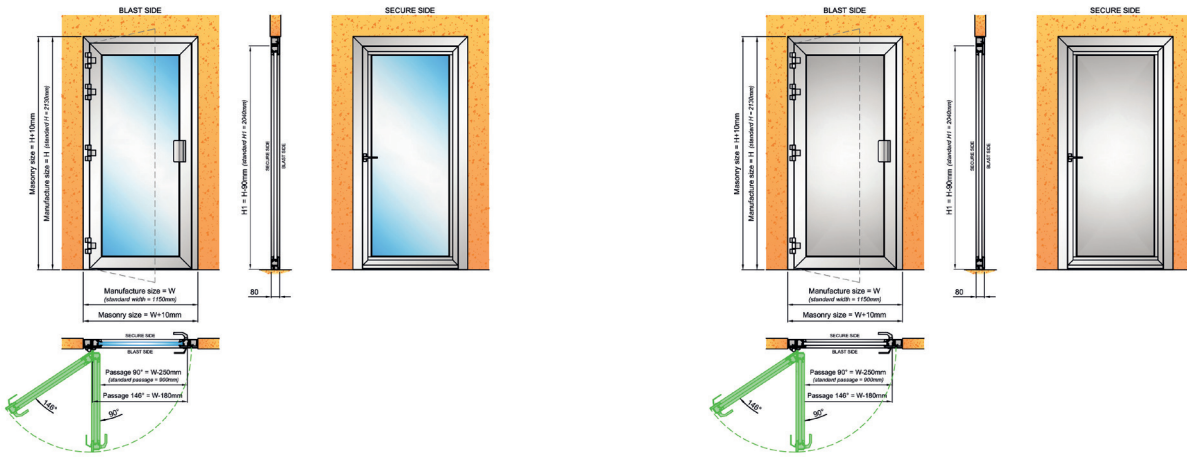 BLAST SIDE
SECURE SIDE
Masonry size = H+10mm
Manufacture size = H (standard H = 2130mm)
H1 = H-90mm (standard H1 = 2040mm)
SECURE SIDE
BLAST SIDE
80
Manufacture size = W
(standard width = 1150mm)
Masonry size = W+10mm
SECURE SIDE
BLAST SIDE
Passage 90° = W-250mm
(standard passage = 900mm)
Passage 146° = W-180mm
146°
90°
BLAST SIDE
SECURE SIDE
Masonry size = H+10mm
Manufacture size = H (standard H = 2130mm)
H1 = H-90mm (standard H1 = 2040mm)
SECURE SIDE
BLAST SIDE
80
Manufacture size = W
(standard width = 1150mm)
Masonry size = W+10mm
SECURE SIDE
BLAST SIDE
Passage 90° = W-250mm
(standard passage = 900mm)
Passage 146° = W-180mm
146°
90°